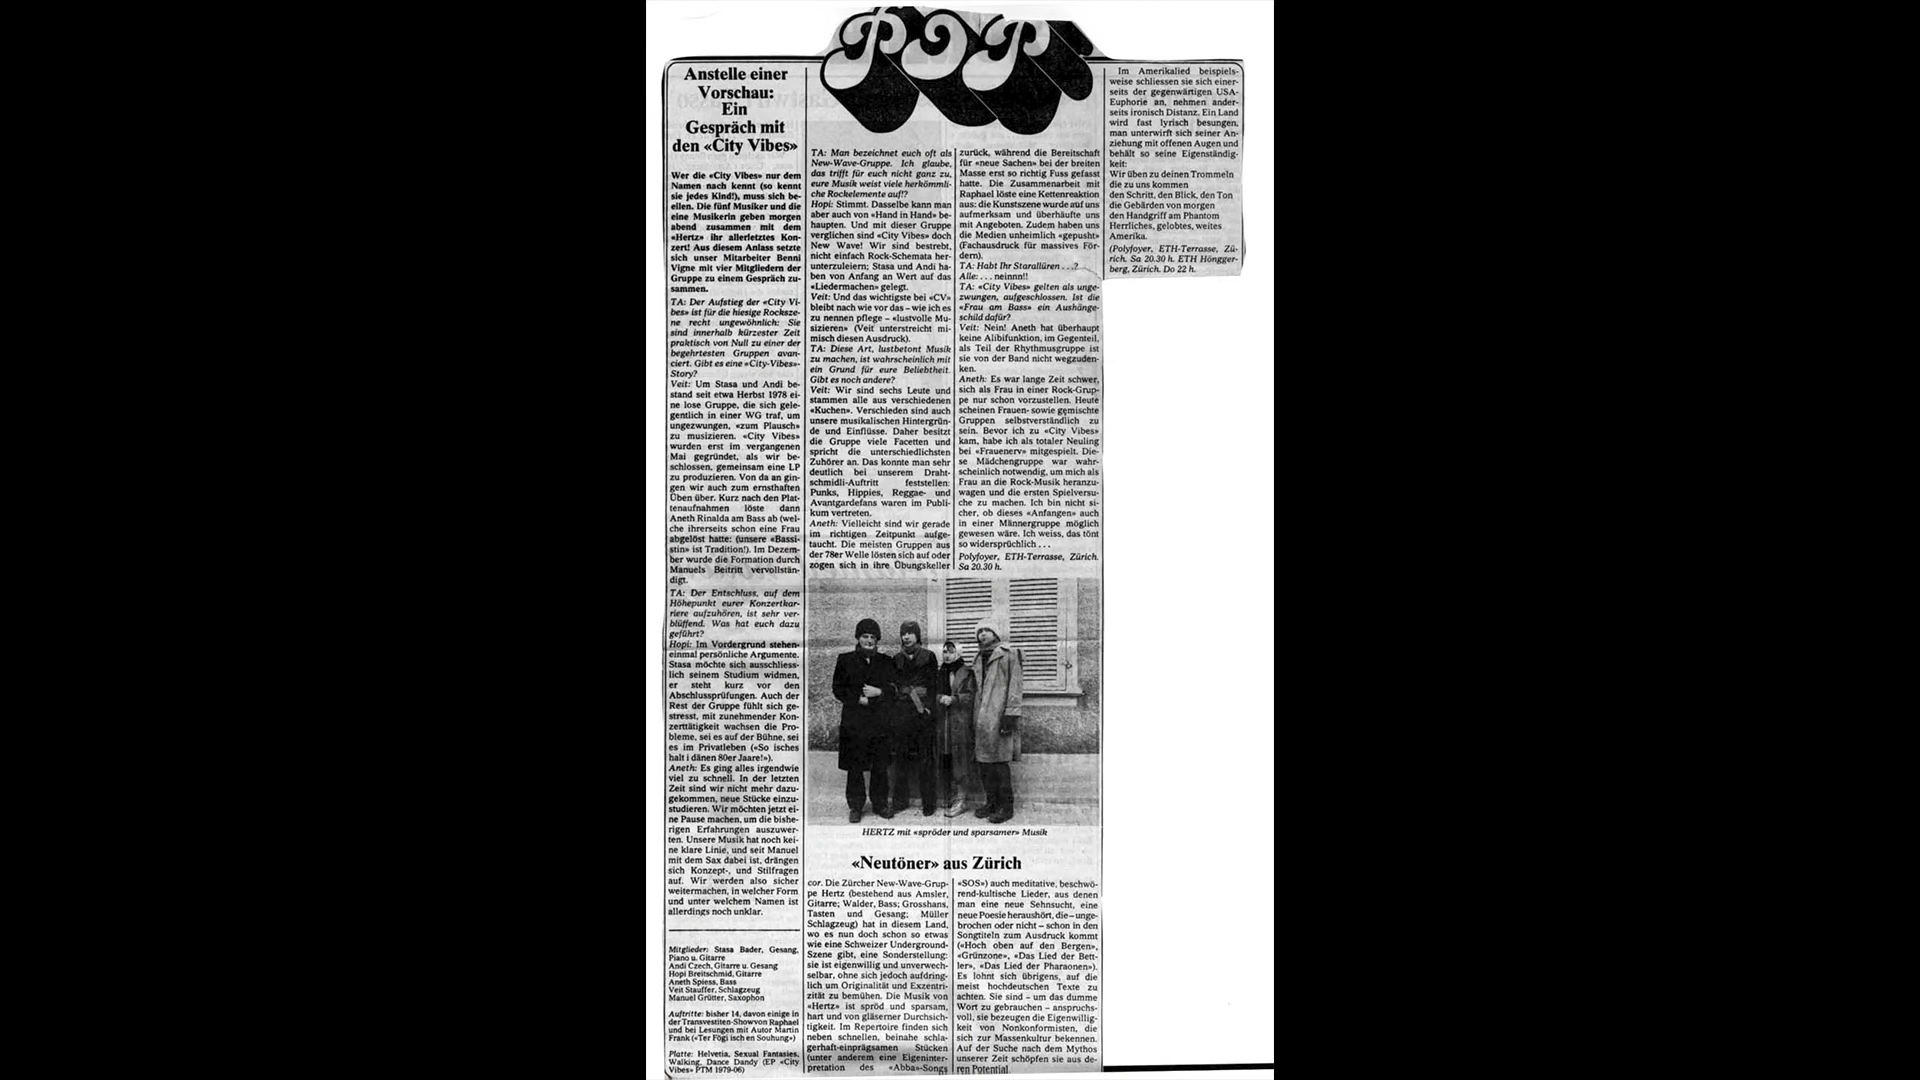 POP
Anstelle einer
Vorschau:
Ein
Gespräch mit
den «City Vibes»
Wer die «City Vibes» nur dem
Namen nach kennt (so kennt
sie jedes Kind!), muss sich be-
eilen. Die fünf Musiker und die
eine Musikerin geben morgen
abend zusammen mit dem
«Hertz» ihr allerletztes Kon-
zert! Aus diesem Anlass setzte
sich unser Mitarbeiter Benni
Vigne mit vier Mitgliedern der
Gruppe zu einem Gespräch zu-
sammen.
TA: Der Aufstieg der «City Vi-
bes» ist für die hiesige Rocksze-
ne recht ungewöhnlich: Sie
sind innerhalb kürzester Zeit
praktisch von Null zu einer der
begehrtesten Gruppen avan-
ciert. Gibt es eine «City-Vibes»-
Story?
Veit: Um Stasa und Andi be-
stand seit etwa Herbst 1978 ei-
ne lose Gruppe, die sich gele-
gentlich in einer WG traf, um
ungezwungen, «zum Plausch»
zu musizieren. «City Vibes»
wurden erst im vergangenen
Mai gegründet, als wir be-
schlossen, gemeinsam eine LP
zu produzieren. Von da an gin-
gen wir auch zum ernsthaften
Üben über. Kurz nach den Plat-
tenaufnahmen löste dann
Aneth Rinalda am Bass ab (wel-
che ihrerseits schon eine Frau
abgelöst hatte: (unsere «Bassi-
stin» ist Tradition!). Im Dezem-
ber wurde die Formation durch
Manuels Beitritt vervollstän-
digt.
TA: Der Entschluss, auf dem
Höhepunkt eurer Konzertkar-
riere aufzuhören, ist sehr ver-
blüffend. Was hat euch dazu
geführt?
Hopi: Im Vordergrund stehen
einmal persönliche Argumente.
Stasa möchte sich ausschliess-
lich seinem Studium widmen,
er steht kurz vor den
Abschlussprüfungen. Auch der
Rest der Gruppe fühlt sich ge-
stresst, mit zunehmender Kon-
zerttätigkeit wachsen die Pro-
bleme, sei es auf der Bühne, sei
es im Privatleben («So isches
halt i dänen 80er Jaare!»).
Aneth: Es ging alles irgendwie
viel zu schnell. In der letzten
Zeit sind wir nicht mehr dazu-
gekommen, neue Stücke einzu-
studieren. Wir möchten jetzt ei-
ne Pause machen, um die bishe-
rigen Erfahrungen auszuwer-
ten. Unsere Musik hat noch kei-
ne klare Linie, und seit Manuel
mit dem Sax dabei ist, drängen
sich Konzept-, und Stilfragen
auf. Wir werden also sicher
weitermachen, in welcher Form
und unter welchem Namen ist
allerdings noch unklar.
Mitglieder: Stasa Bader, Gesang,
Piano u. Gitarre
Andi Czech, Gitarre u. Gesang
Hopi Breitschmid, Gitarre
Aneth Spiess, Bass
Veit Stauffer, Schlagzeug
Manuel Grütter, Saxophon
Auftritte: bisher 14, davon einige in
der Transvestiten-Showvon Raphael
und bei Lesungen mit Autor Martin
Frank («Ter Fögi isch en Souhung»)
Platte: Helvetia, Sexual Fantasies,
Walking, Dance Dandy (EP «City
Vibes» PTM 1979-06)
TA: Man bezeichnet euch oft als
New-Wave-Gruppe. Ich glaube,
das trifft für euch nicht ganz zu,
eure Musik weist viele herkömmli-
che Rockelemente auf!?
Hopi: Stimmt. Dasselbe kann man
aber auch von «Hand in Hand» be-
haupten. Und mit dieser Gruppe
verglichen sind «City Vibes» doch
New Wave! Wir sind bestrebt,
nicht einfach Rock-Schemata her-
unterzuleiern; Stasa und Andi ha-
ben von Anfang an Wert auf das
«Liedermachen» gelegt.
Veit: Und das wichtigste bei «CV»
bleibt nach wie vor das – wie ich es
zu nennen pflege – «lustvolle Mu-
sizieren» (Veit unterstreicht mi-
misch diesen Ausdruck).
TA: Diese Art, lustbetont Musik
zu machen, ist wahrscheinlich mit
ein Grund für eure Beliebtheit.
Gibt es noch andere?
Veit: Wir sind sechs Leute und
stammen alle aus verschiedenen
«Kuchen». Verschieden sind auch
unsere musikalischen Hintergrün-
de und Einflüsse. Daher besitzt
die Gruppe viele Facetten und
spricht die unterschiedlichsten
Zuhörer an. Das konnte man sehr
deutlich bei unserem Draht-
schmidli-Auftritt feststellen:
Punks, Hippies, Reggae- und
Avantgardefans waren im Publi-
kum vertreten.
Aneth: Vielleicht sind wir gerade
im richtigen Zeitpunkt aufge-
taucht. Die meisten Gruppen aus
der 78er Welle lösten sich auf oder
zogen sich in ihre Übungskeller
zurück, während die Bereitschaft
für «neue Sachen» bei der breiten
Masse erst so richtig Fuss gefasst
hatte. Die Zusammenarbeit mit
Raphael löste eine Kettenreaktion
aus: die Kunstszene wurde auf uns
aufmerksam und überhäufte uns
mit Angeboten. Zudem haben uns
die Medien unheimlich «gepusht»
(Fachausdruck für massives För-
dern).
TA: Habt Ihr Starallüren . . .?
Alle: . . . neinnn!!
TA: «City Vibes» gelten als unge-
zwungen, aufgeschlossen. Ist die
«Frau am Bass» ein Aushänge-
schild dafür?
Veit: Nein! Aneth hat überhaupt
keine Alibifunktion, im Gegenteil,
als Teil der Rhythmusgruppe ist
sie von der Band nicht wegzuden-
ken.
Aneth: Es war lange Zeit schwer,
sich als Frau in einer Rock-Grup-
pe nur schon vorzustellen. Heute
scheinen Frauen- sowie gemischte
Gruppen selbstverständlich zu
sein. Bevor ich zu «City Vibes»
kam, habe ich als totaler Neuling
bei «Frauenerv» mitgespielt. Die-
se Mädchengruppe war wahr-
scheinlich notwendig, um mich als
Frau an die Rock-Musik heranzu-
wagen und die ersten Spielversu-
che zu machen. Ich bin nicht si-
cher, ob dieses «Anfangen» auch
in einer Männergruppe möglich
gewesen wäre. Ich weiss, das tönt
so widersprüchlich . . .
Polyfoyer, ETH-Terrasse, Zürich.
Sa 20.30 h.
HERTZ mit «spröder und sparsamer» Musik
«Neutöner» aus Zürich
cor. Die Zürcher New-Wave-Grup-
pe Hertz (bestehend aus Amsler,
Gitarre; Walder, Bass; Grosshans,
Tasten und Gesang; Müller
Schlagzeug) hat in diesem Land,
wo es nun doch schon so etwas
wie eine Schweizer Underground-
Szene gibt, eine Sonderstellung:
sie ist eigenwillig und unverwech-
selbar, ohne sich jedoch aufdring-
lich um Originalität und Exzentri-
zität zu bemühen. Die Musik von
«Hertz» ist spröd und sparsam,
hart und von gläserner Durchsich-
tigkeit. Im Repertoire finden sich
neben schnellen, beinahe schla-
gerhaft-einprägsamen Stücken
(unter anderem eine Eigeninter-
pretation des «Abba»-Songs
«SOS») auch meditative, beschwö-
rend-kultische Lieder, aus denen
man eine neue Sehnsucht, eine
neue Poesie heraushört, die – unge-
brochen oder nicht – schon in den
Songtiteln zum Ausdruck kommt
(«Hoch oben auf den Bergen»,
«Grünzone», «Das Lied der Bett-
ler», «Das Lied der Pharaonen»).
Es lohnt sich übrigens, auf die
meist hochdeutschen Texte zu
achten. Sie sind – um das dumme
Wort zu gebrauchen – anspruchs-
voll, sie bezeugen die Eigenwillig-
keit von Nonkonformisten, die
sich zur Massenkultur bekennen.
Auf der Suche nach dem Mythos
unserer Zeit schöpfen sie aus de-
ren Potential.
Im Amerikalied beispiels-
weise schliessen sie sich einer-
seits der gegenwärtigen USA-
Euphorie an, nehmen ander-
seits ironisch Distanz. Ein Land
wird fast lyrisch besungen,
man unterwirft sich seiner An-
ziehung mit offenen Augen und
behält so seine Eigenständig-
keit:
Wir üben zu deinen Trommeln
die zu uns kommen
den Schritt, den Blick, den Ton
die Gebärden von morgen
den Handgriff am Phantom
Herrliches, gelobtes, weites
Amerika.
(Polyfoyer, ETH-Terrasse, Zü-
rich. Sa 20.30 h. ETH Höngger-
berg, Zürich. Do 22 h.